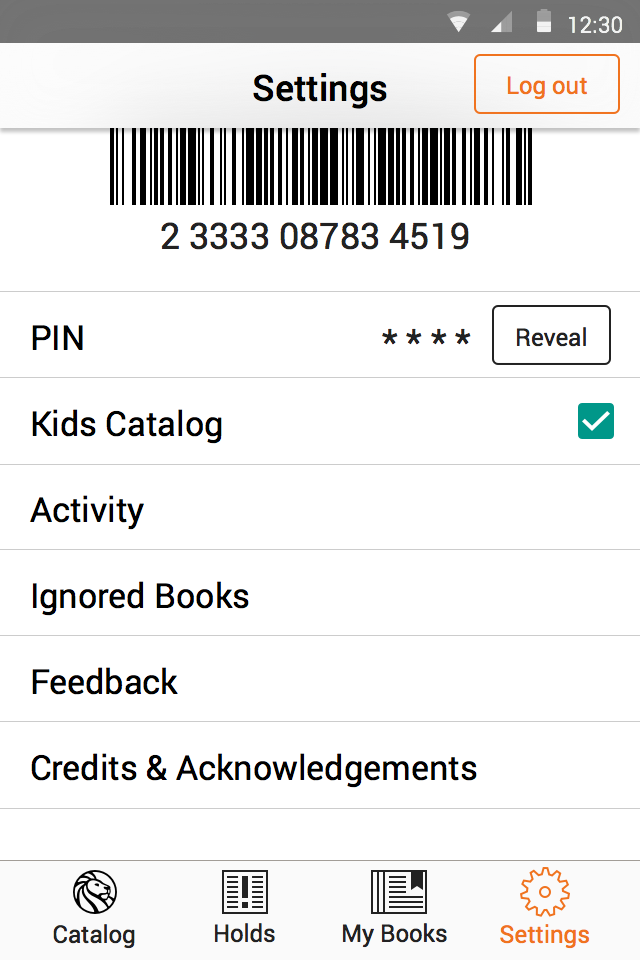 12:30
Settings
Log out
2 3333 08783 4519
PIN
* * * *
Reveal
Kids Catalog
Activity
Ignored Books
Feedback
Credits & Acknowledgements
Catalog
Holds
My Books
Settings